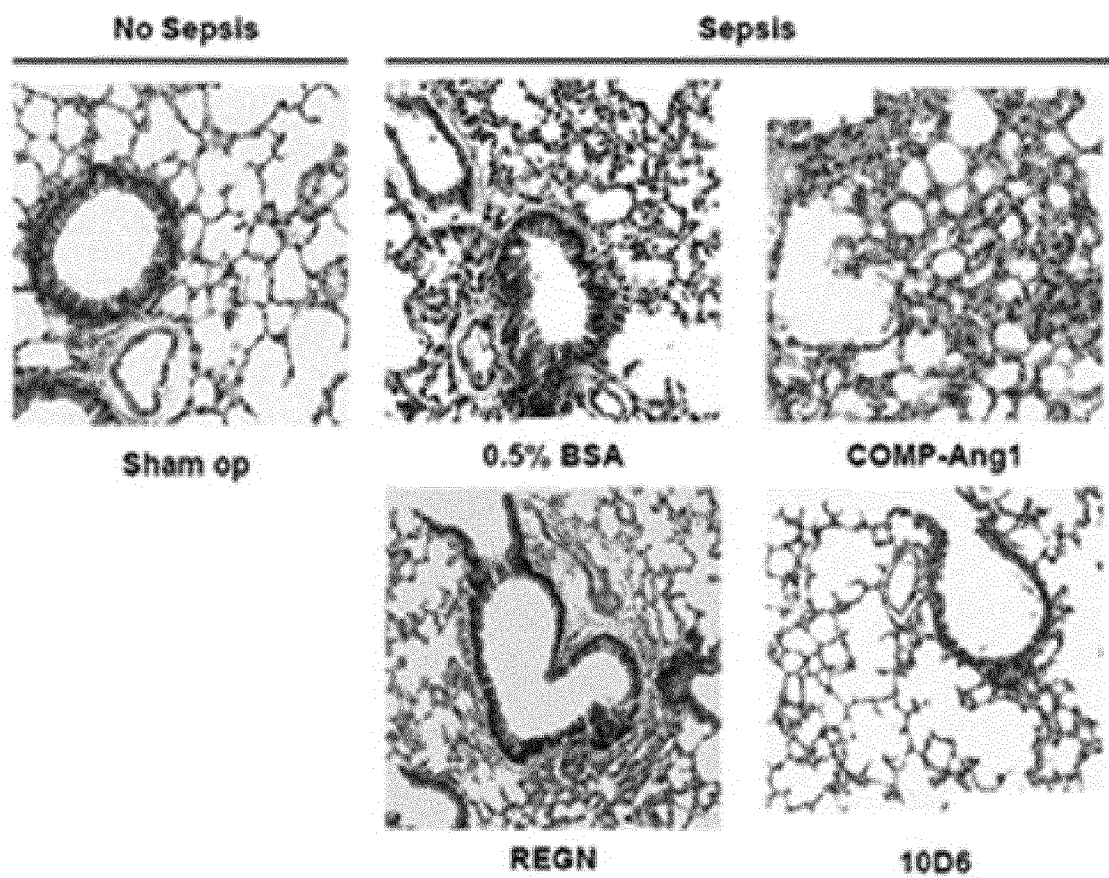 No Sepsis
Sepsis
Sham op
0.5% BSA
COMP-Ang1
REGN
10D6